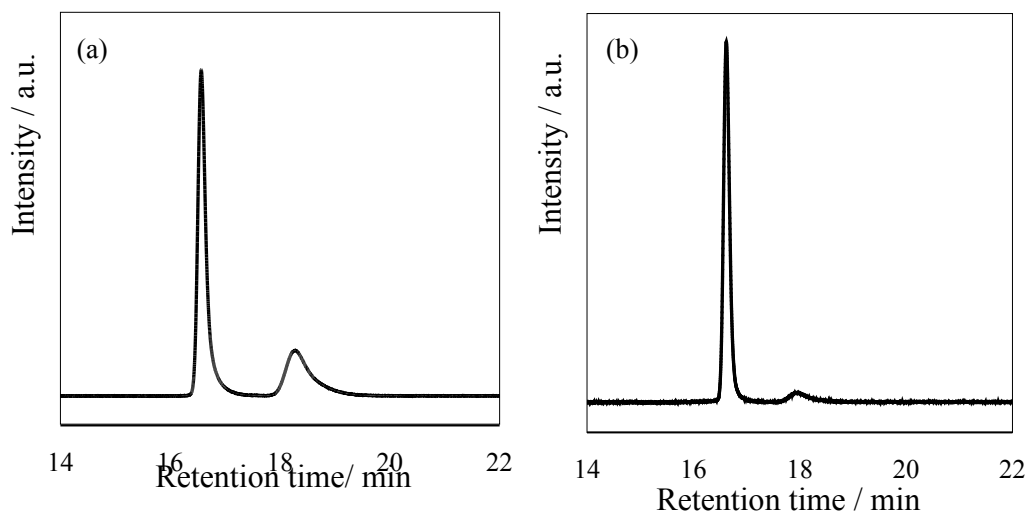 (a)
Intensity / a.u.
14 16 18 20 22
Retention time/ min
(b)
Intensity / a.u.
14 16 18 20 22
Retention time / min